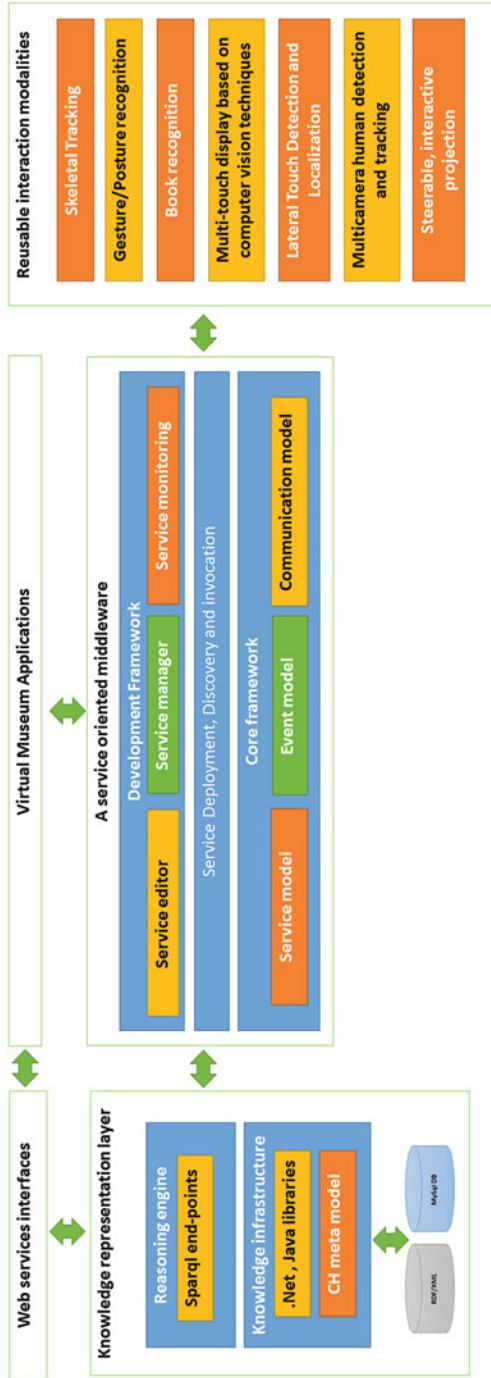 Web services interfaces
Virtual Museum Applications
Knowledge representation layer
Reasoning engine
Sparql end-points
Knowledge infrastructure
.Net , Java libraries
CH meta model
RDF/XML
MySql DB
A service oriented middleware
Development Framework
Service editor
Service manager
Service monitoring
Service Deployment, Discovery and invocation
Core framework
Service model
Event model
Communication model
Reusable interaction modalities
Skeletal Tracking
Gesture/Posture recognition
Book recognition
Multi-touch display based on
computer vision techniques
Lateral Touch Detection and
Localization
Multicamera human detection
and tracking
Steerable, interactive
projection